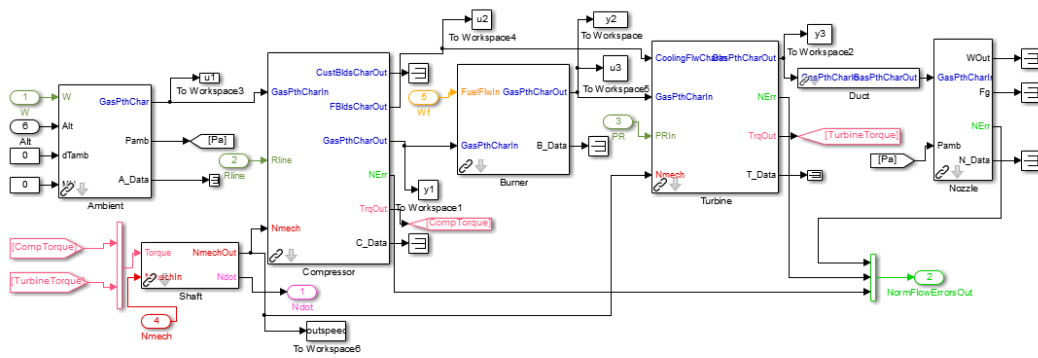 u2
To Workspace4
y2
To Workspace
y3
To Workspace2
u1
To Workspace3
u3
To Workspace5
1
W
6
Alt
0
0
W
GasPthChar
Alt
Pamb
dTamb
A_Data
Ambient
[Pa]
2
Rline
CustBldsCharOut
GasPthCharIn
FBldsCharOut
GasPthCharOut
Rline
NErr
TrqOut
Nmech
C_Data
Compressor
y1
To Workspace1
[CompTorque]
5
Wf
FuelFlwIn
GasPthCharOut
GasPthCharIn
B_Data
Burner
3
PR
CoolingFlwCharIn
GasPthCharOut
GasPthCharIn
NErr
PRIn
TrqOut
Nmech
T_Data
Turbine
[TurbineTorque]
GasPthCharIn
GasPthCharOut
Duct
[Pa]
WOut
GasPthCharIn
Fg
NErr
Pamb
N_Data
Nozzle
[CompTorque]
[TurbineTorque]
Torque
NmechOut
NmechIn
Ndot
Shaft
4
Nmech
1
Ndot
outspeed
To Workspace6
2
NormFlowErrorsOut